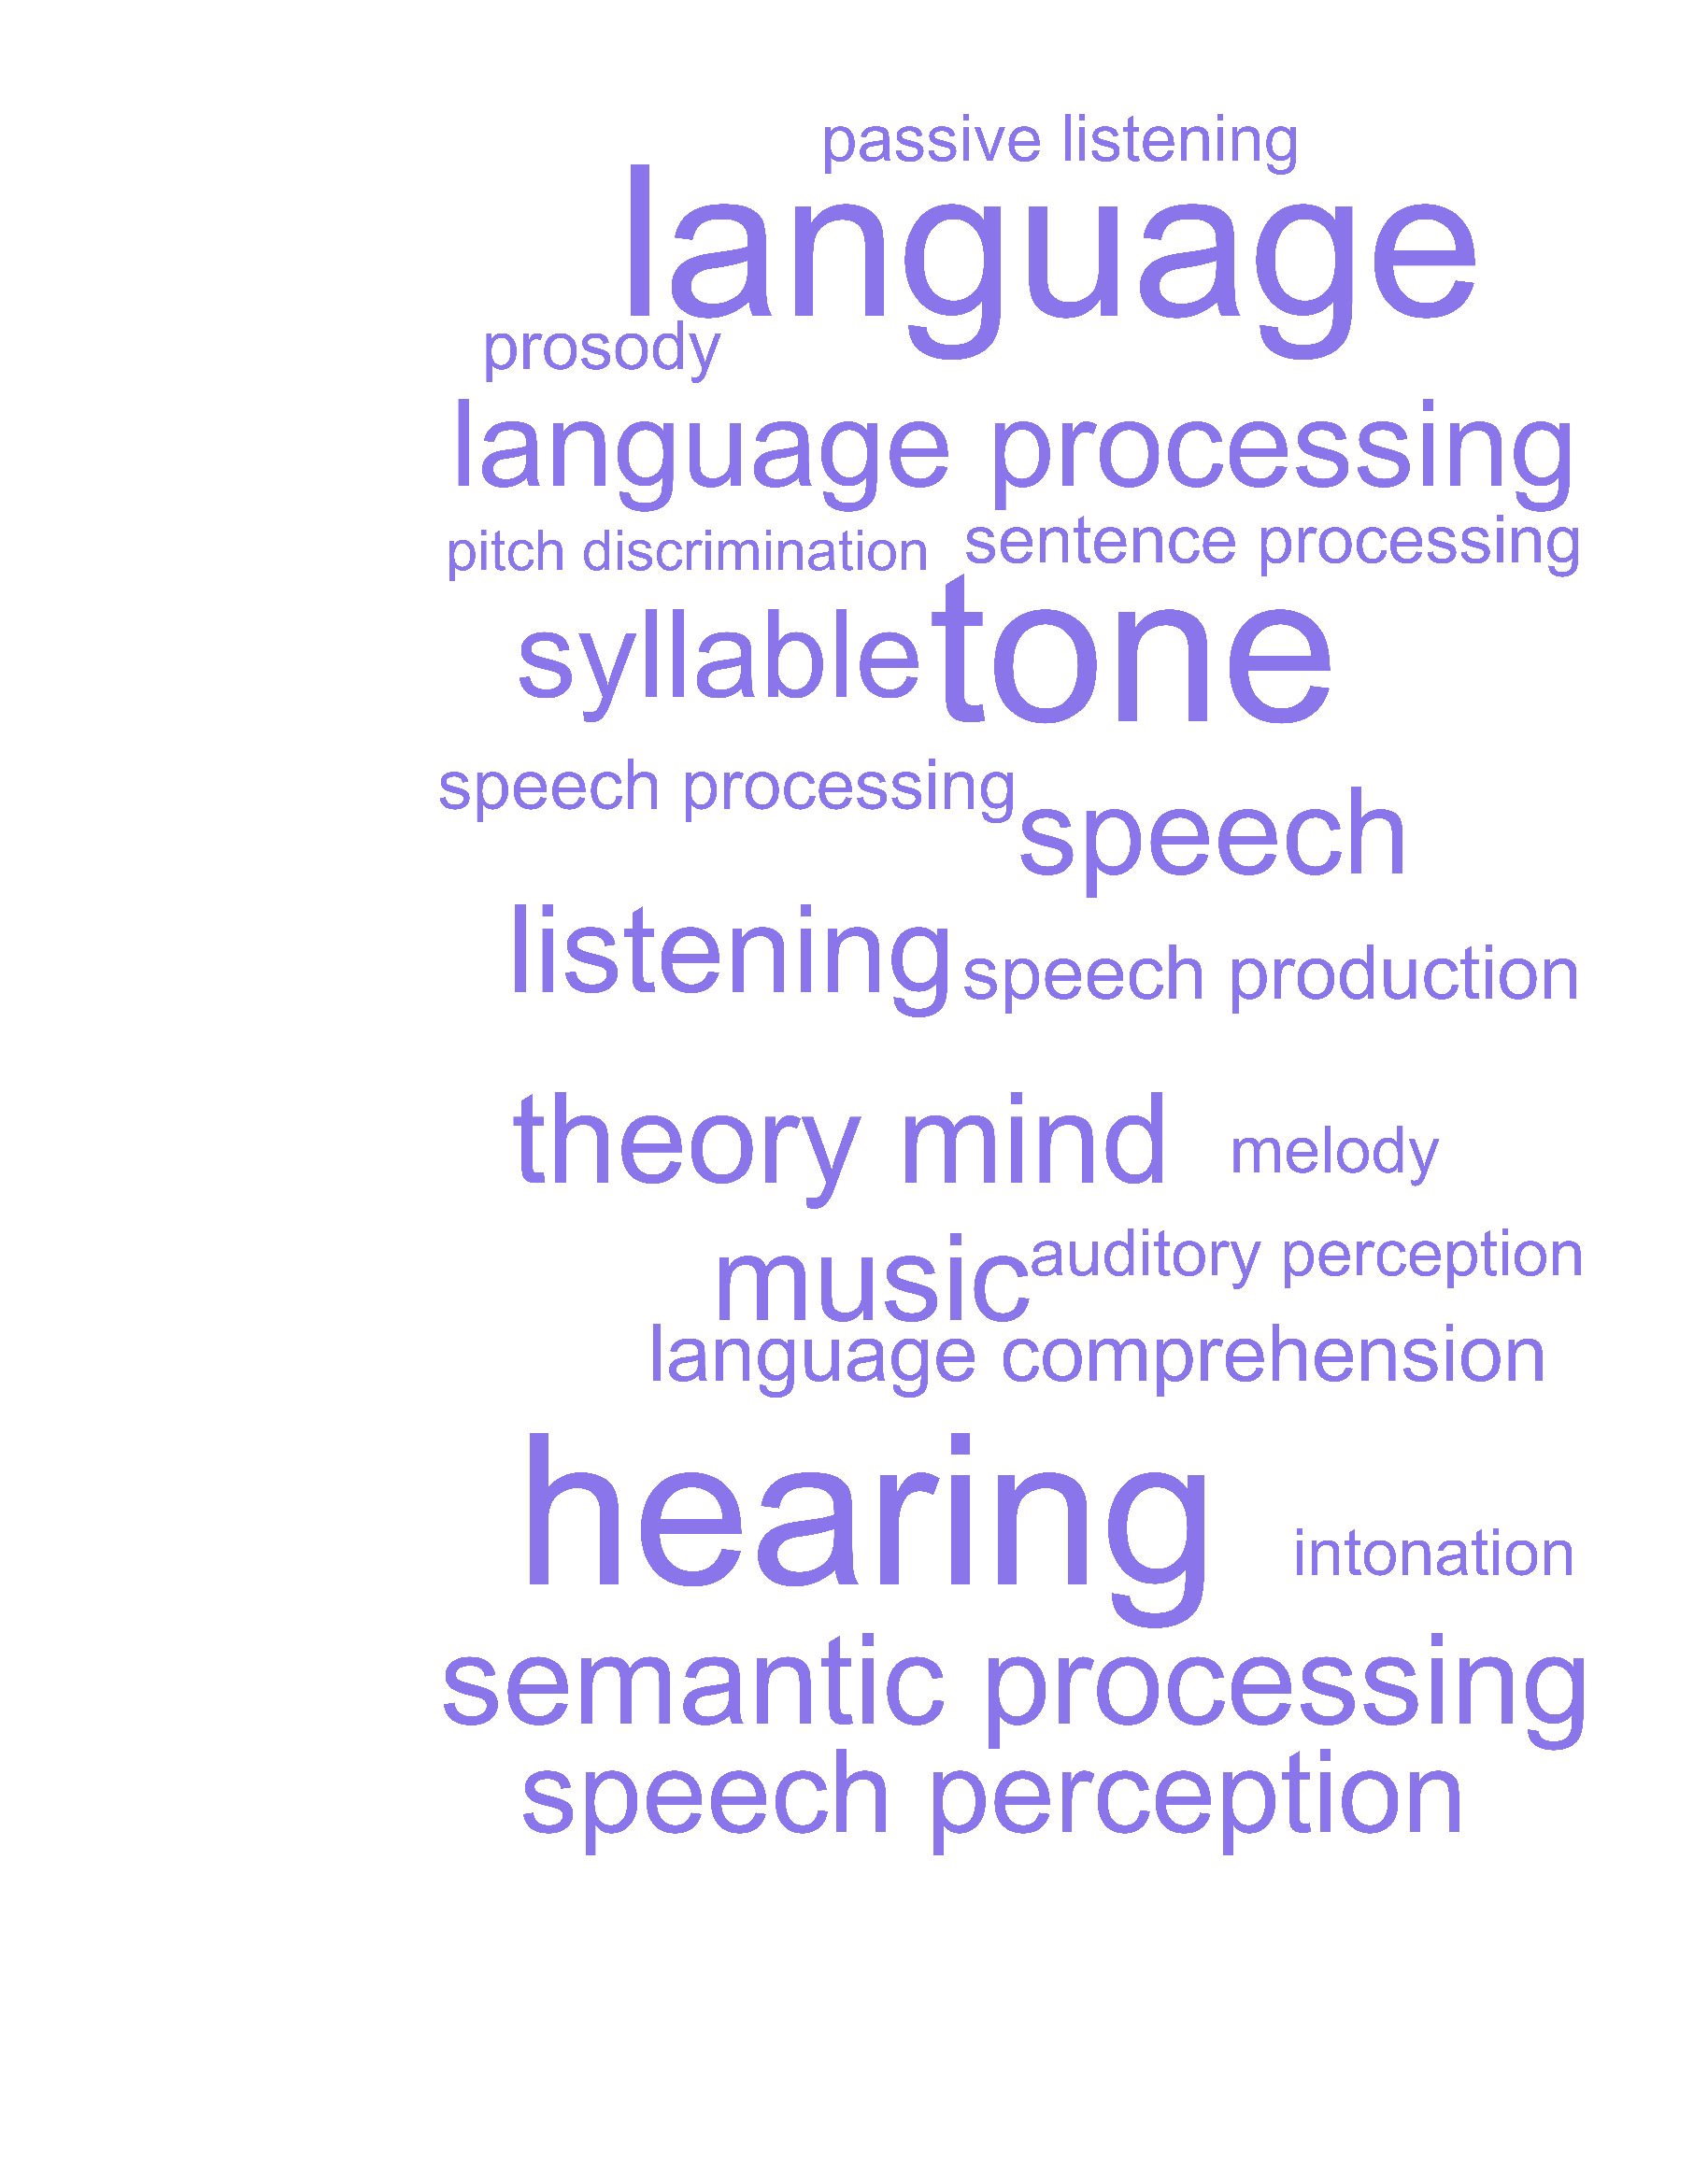 passive listening
language
prosody
language processing
pitch discrimination sentence processing
syllable tone
speech processing
speech
listening speech production
theory mind melody
music auditory perception
language comprehension
hearing
intonation
semantic processing
speech perception